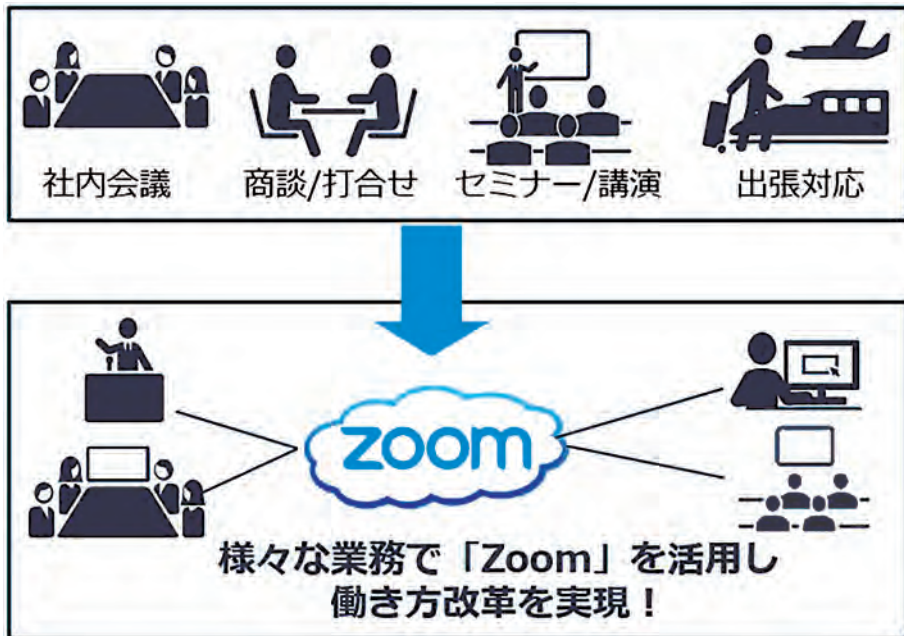 社内会議
商談/打合せ
セミナー/講演
出張対応
zoom
様々な業務で「Zoom」を活用し
働き方改革を実現！